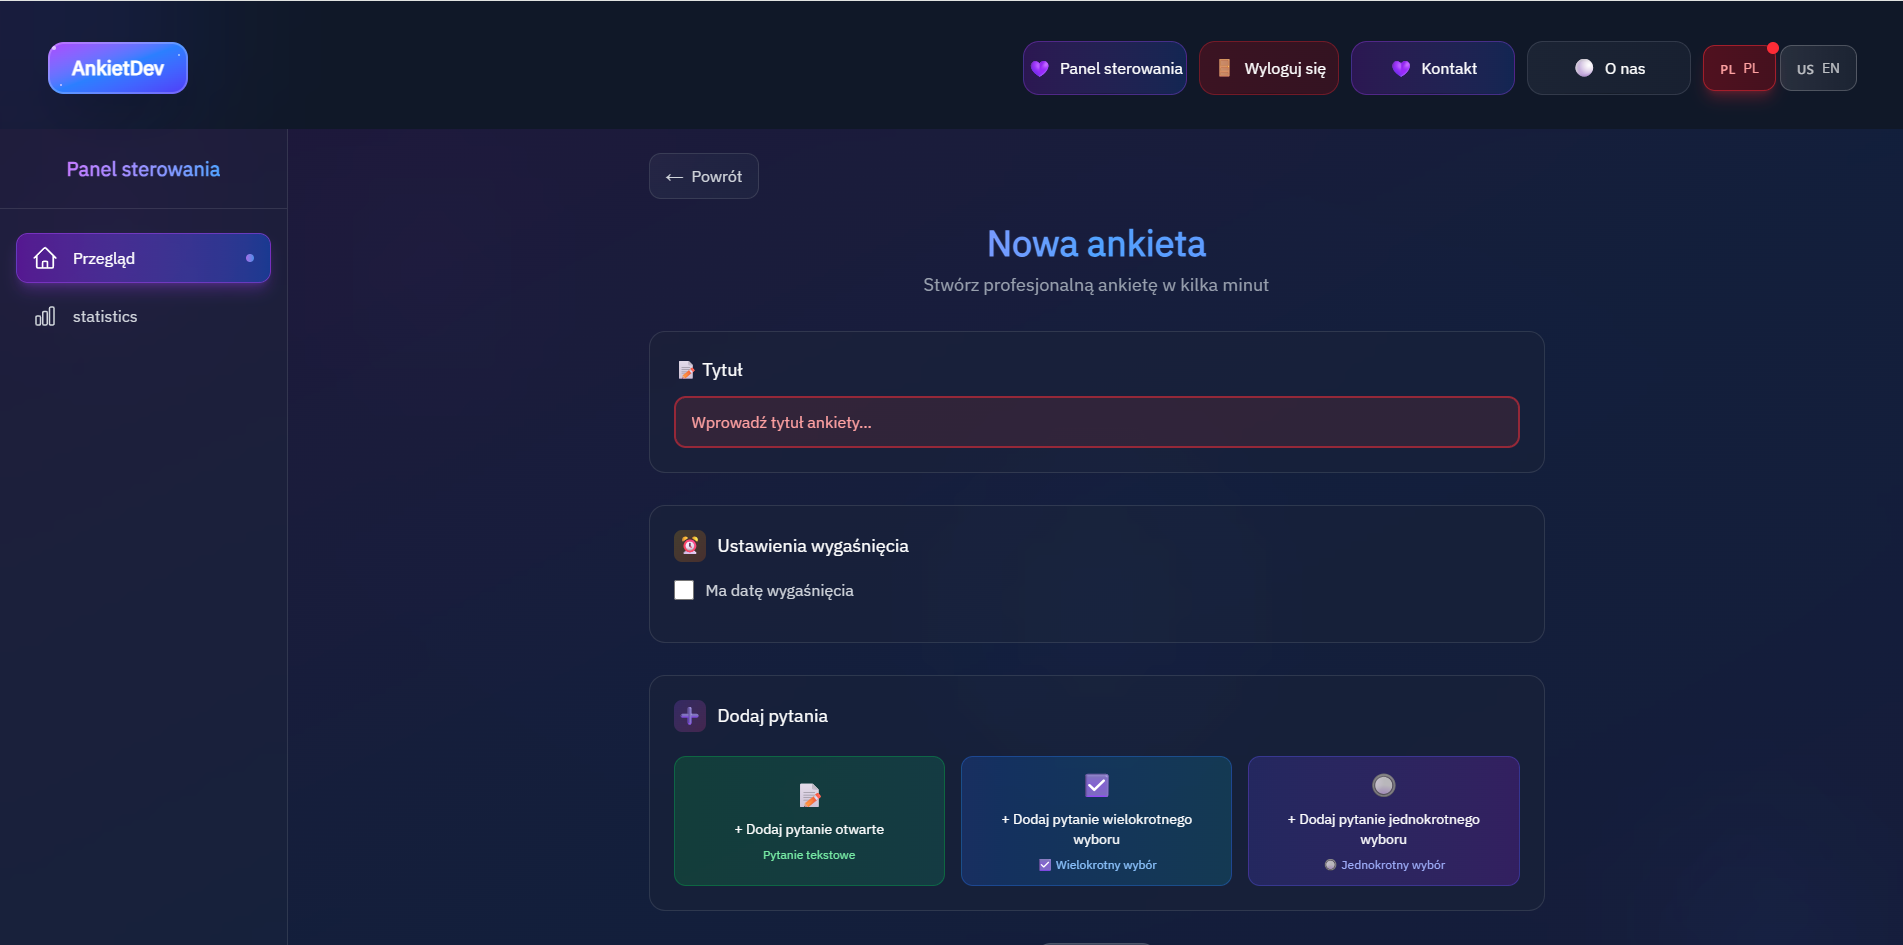 AnkietDev
Panel sterowania
Wyloguj się
Kontakt
O nas
PL PL
US EN
Panel sterowania
Przegląd
statistics
← Powrót
Nowa ankieta
Stwórz profesjonalną ankietę w kilka minut
Tytuł
Wprowadź tytuł ankiety...
Ustawienia wygaśnięcia
Ma datę wygaśnięcia
Dodaj pytania
+ Dodaj pytanie otwarte
Pytanie tekstowe
+ Dodaj pytanie wielokrotnego
wyboru
Wielokrotny wybór
+ Dodaj pytanie jednokrotnego
wyboru
Jednokrotny wybór